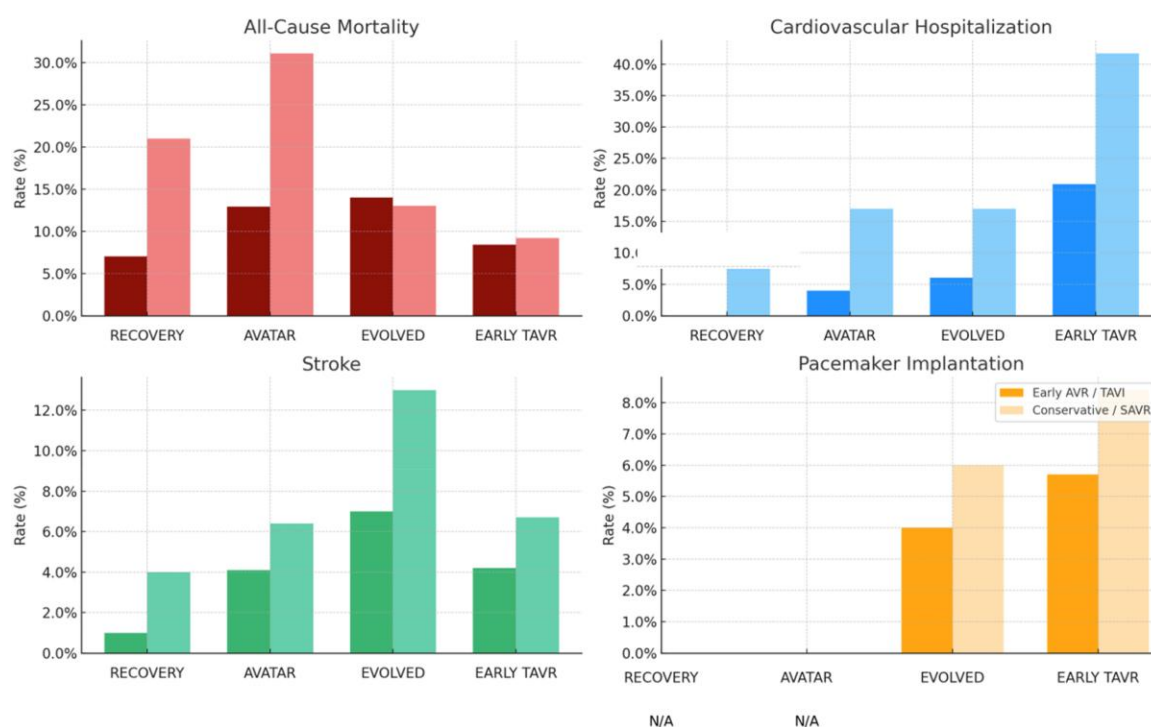 All-Cause Mortality
Rate (%)
30.0%
25.0%
20.0%
15.0%
10.0%
5.0%
0.0%
RECOVERY AVATAR EVOLVED EARLY TAVR
Cardiovascular Hospitalization
Rate (%)
40.0%
35.0%
30.0%
25.0%
20.0%
15.0%
5.0%
0.0%
RECOVERY AVATAR EVOLVED EARLY TAVR
Stroke
Rate (%)
12.0%
10.0%
8.0%
6.0%
4.0%
2.0%
0.0%
RECOVERY AVATAR EVOLVED EARLY TAVR
Pacemaker Implantation
Early AVR / TAVI
Conservative / SAVR
Rate (%)
8.0%
7.0%
6.0%
5.0%
4.0%
3.0%
2.0%
1.0%
0.0%
RECOVERY AVATAR EVOLVED EARLY TAVR
N/A N/A